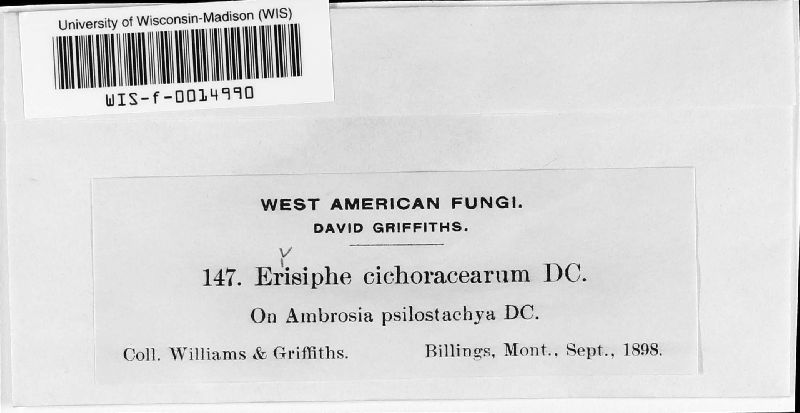 University of Wisconsin-Madison (WIS)
WIS-f-0014990
WEST AMERICAN FUNGI.
DAVID GRIFFITHS.
y
147. Erisiphe cichoracearum DC.
On Ambrosia psilostachya DC.
Coll. Williams & Griffiths. Billings, Mont., Sept., 1898.